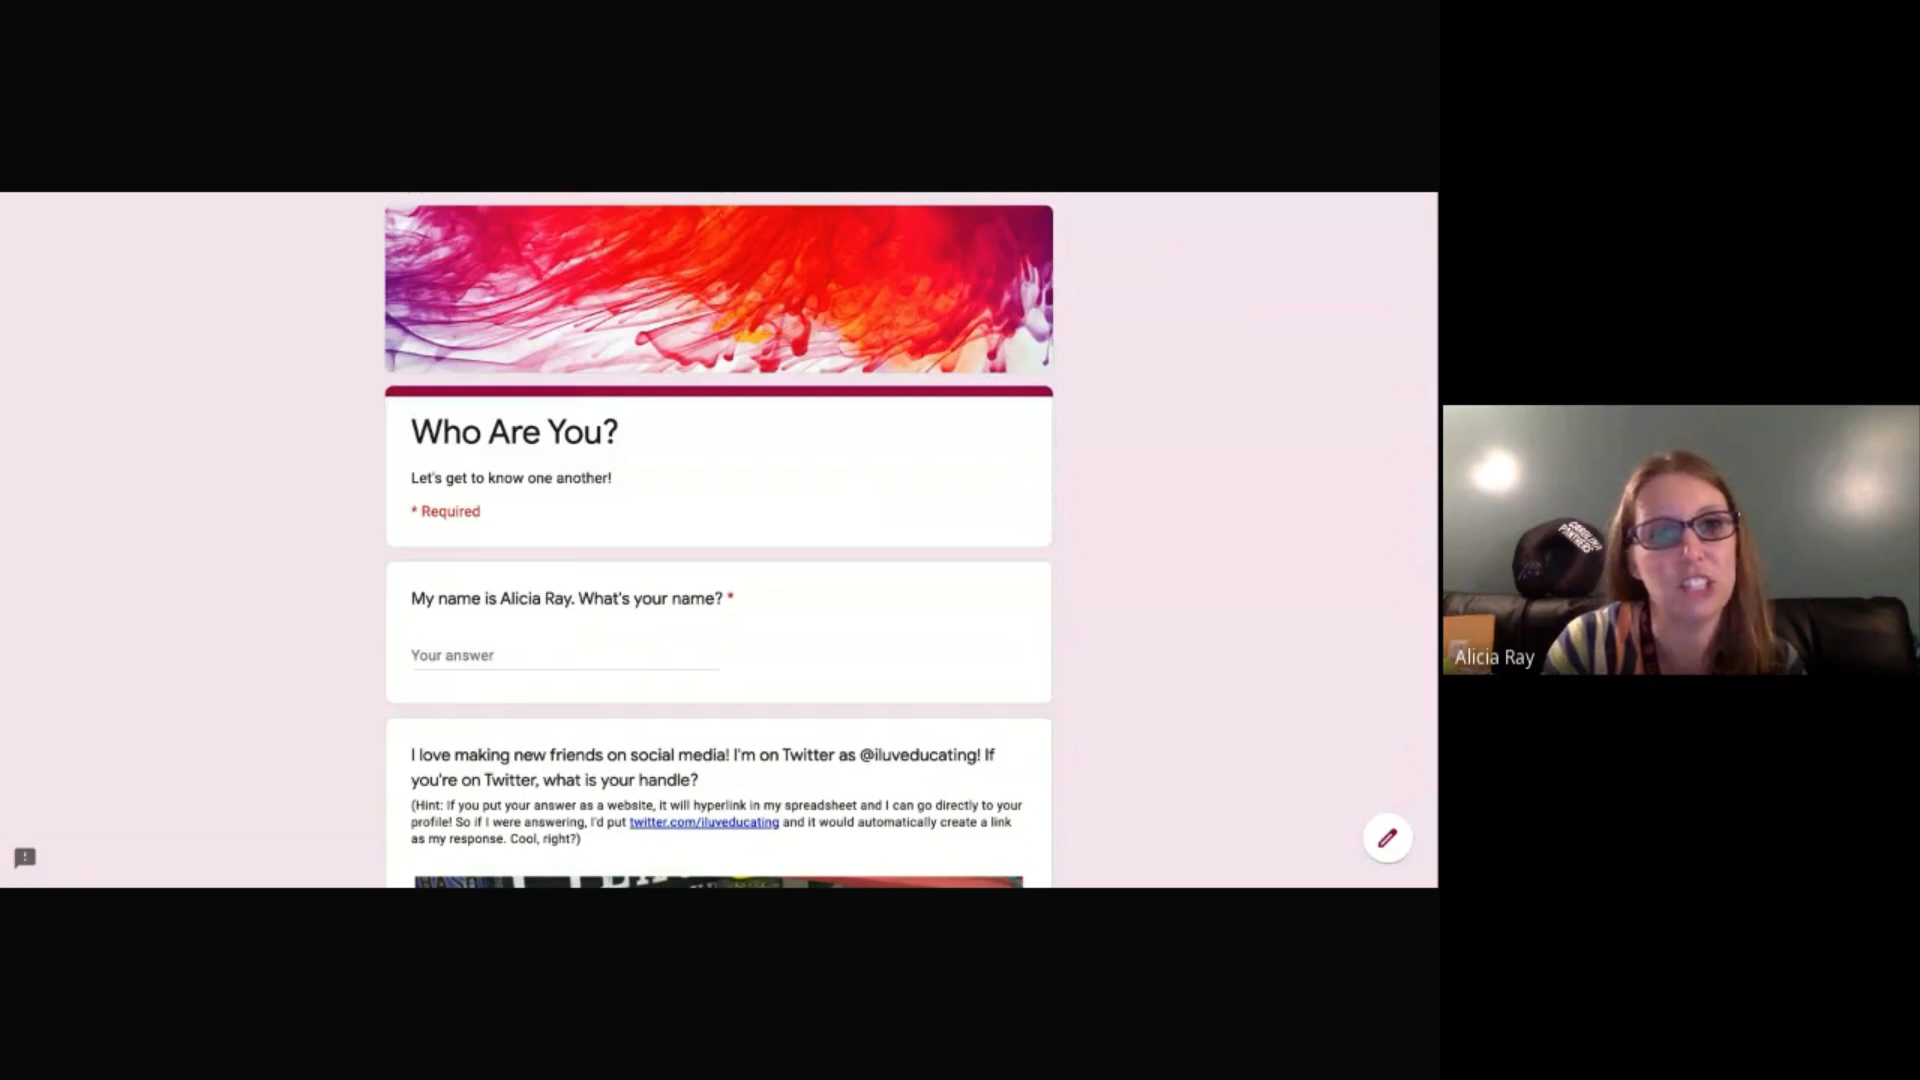 Who Are You?
Let's get to know one another!
* Required
My name is Alicia Ray. What's your name? *
Your answer
I love making new friends on social media! I'm on Twitter as @iluveducating! If
you're on Twitter, what is your handle?
(Hint: If you put your answer as a website, it will hyperlink in my spreadsheet and I can go directly to your
profile! So if I were answering, I'd put twitter.com/iluveducating and it would automatically create a link
as my response. Cool, right?)
CAROLINA
PANTHERS
Alicia Ray